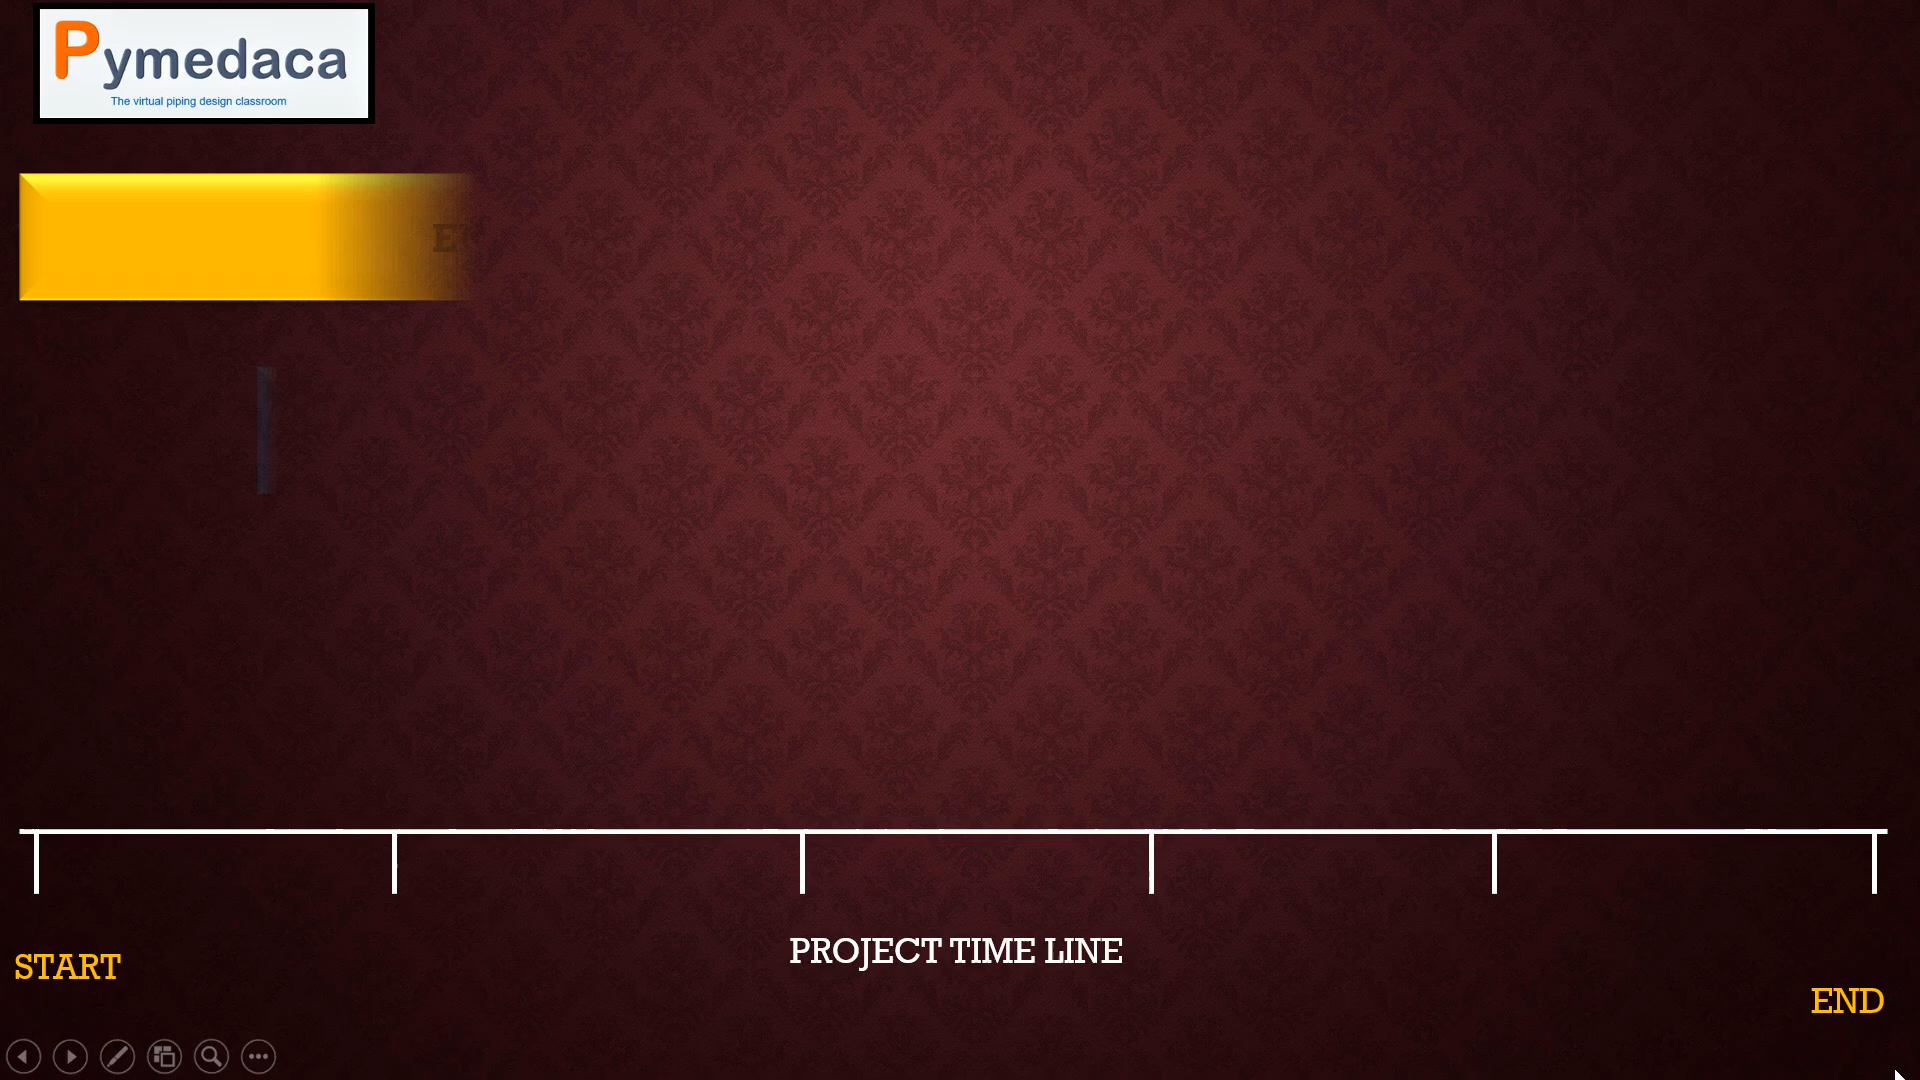 Pymedaca
The virtual piping design classroom
E
PROJECT TIME LINE
START
END